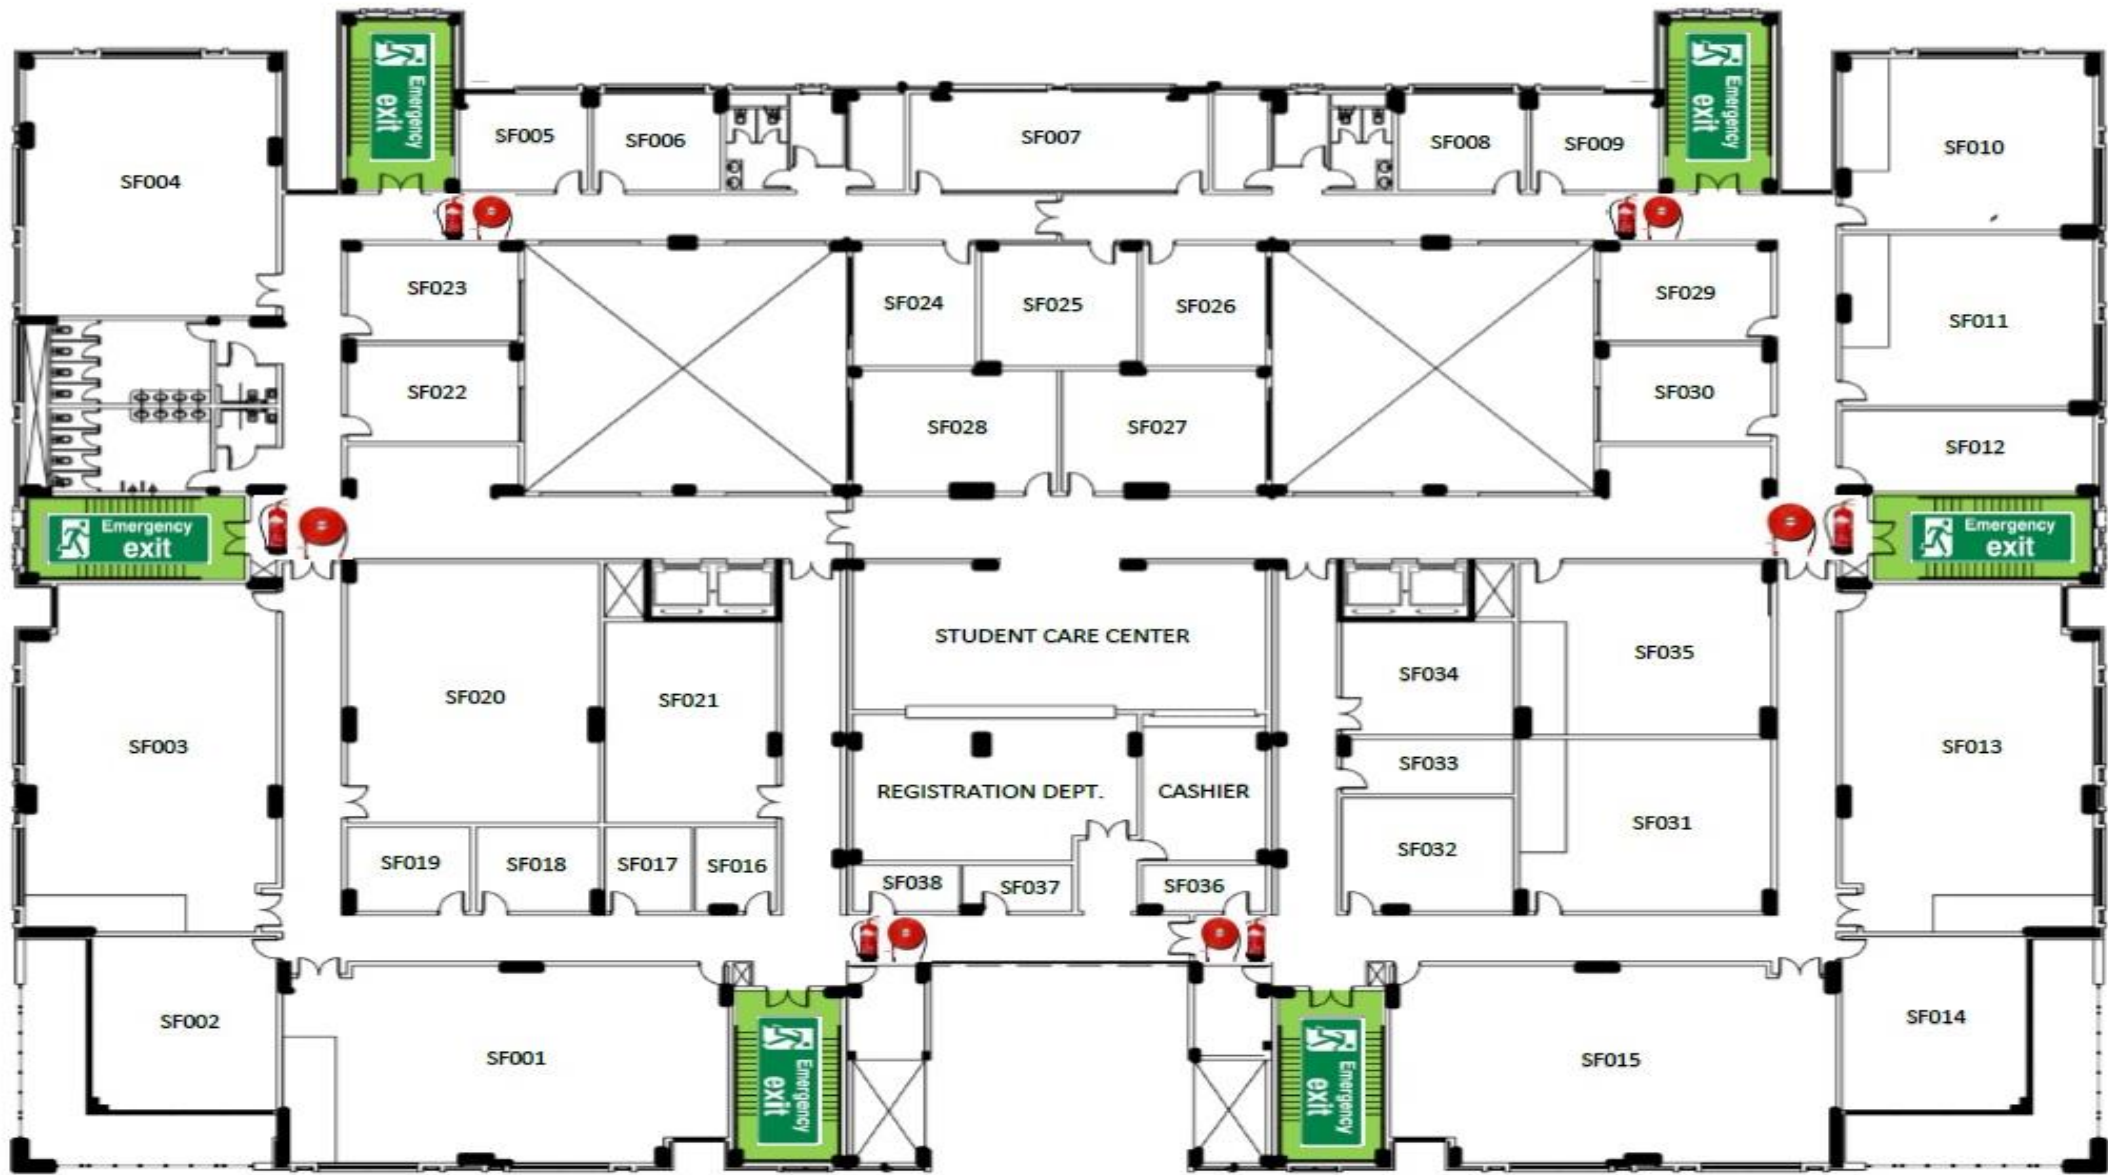 Emergency
exit
Emergency
exit
SF004
SF005
SF006
SF007
SF008
SF009
SF010
SF023
SF024
SF025
SF026
SF029
SF011
SF022
SF028
SF027
SF030
SF012
Emergency
exit
Emergency
exit
STUDENT CARE CENTER
SF003
SF020
SF021
SF034
SF035
SF013
REGISTRATION DEPT.
CASHIER
SF033
SF031
SF019
SF018
SF017
SF016
SF038
SF037
SF036
SF032
SF002
SF001
SF015
SF014
Emergency
exit
Emergency
exit